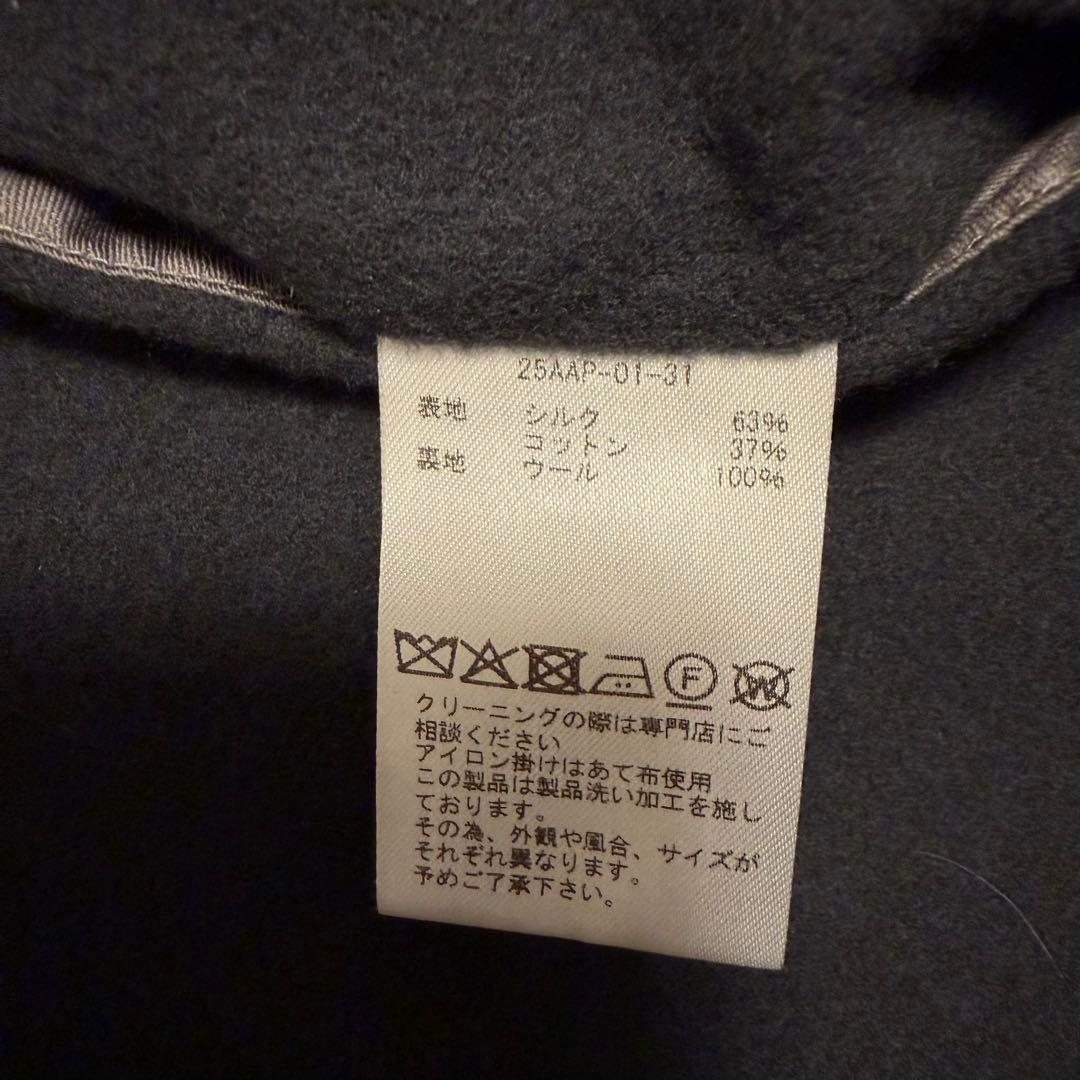 25AAP-01-31
表地 シルク 63%
コットン 37%
裏地 ウール 100%
F W
クリーニングの際は専門店にご
相談ください
アイロン掛けはあて布使用
この製品は製品洗い加工を施し
ております。
その為、外観や風合、サイズが
それぞれ異なります。
予めご了承下さい。